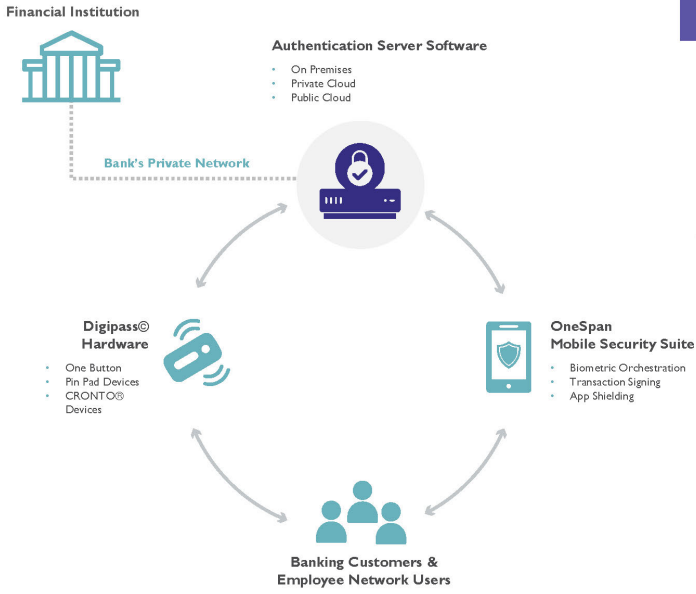 Financial Institution
Authentication Server Software
• On Premises
• Private Cloud
• Public Cloud
Bank's Private Network
Digipass©
Hardware
• One Button
• Pin Pad Devices
• CRONTO®
Devices
OneSpan
Mobile Security Suite
• Biometric Orchestration
• Transaction Signing
• App Shielding
Banking Customers &
Employee Network Users